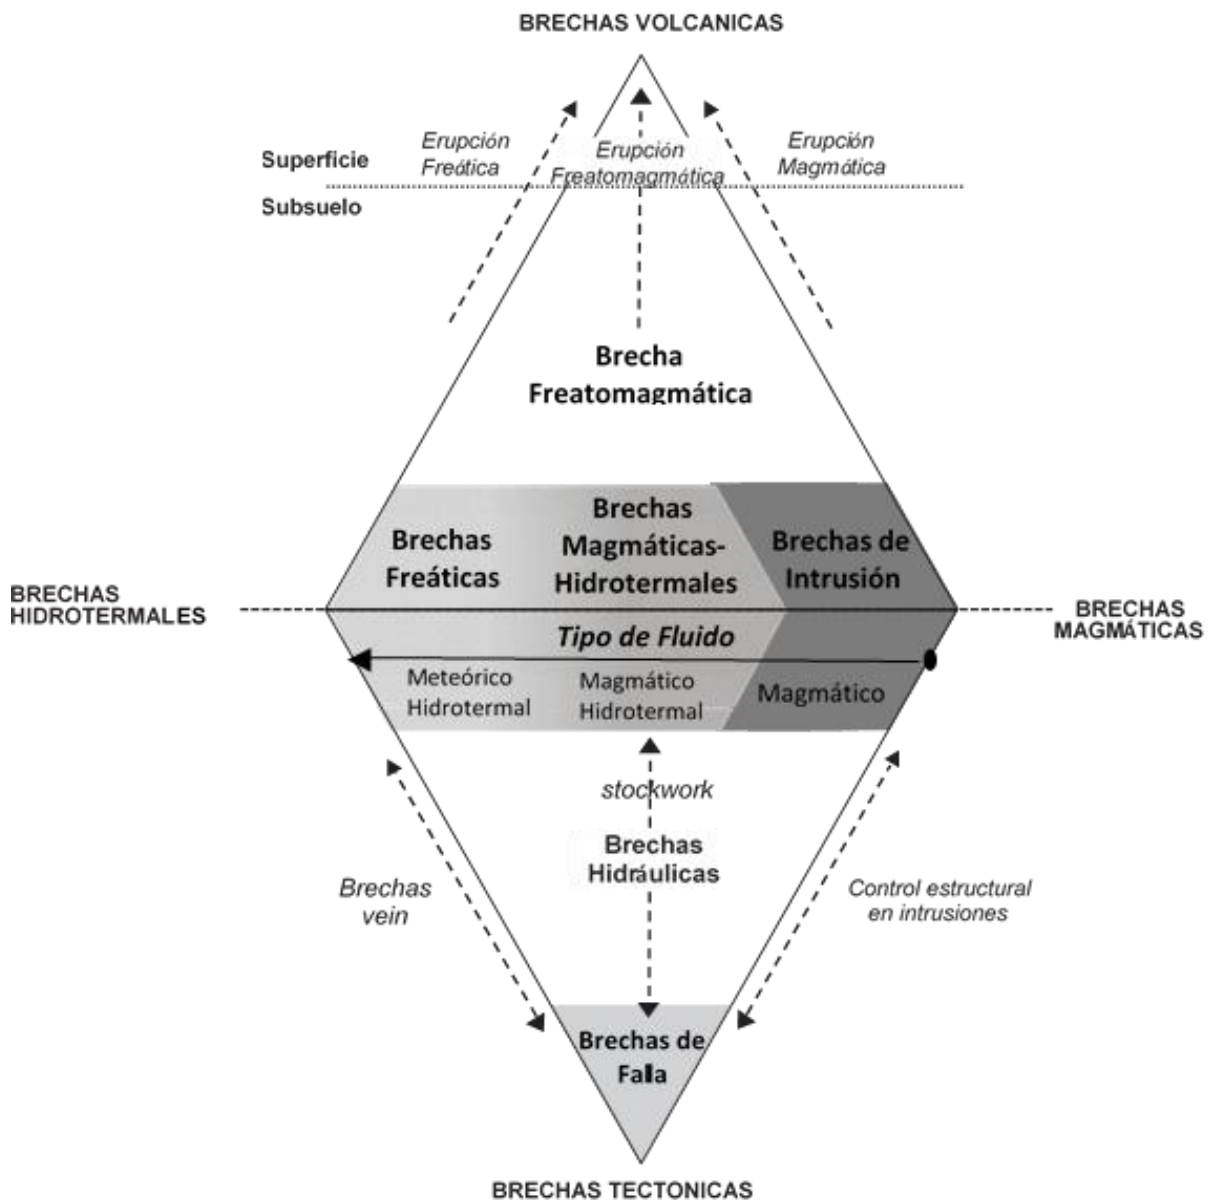 BRECHAS VOLCANICAS
Erupción
Freática
Erupción
Freatomagmática
Erupción
Magmática
Superficie
Subsuelo
Brecha
Freatomagmática
Brechas
Freáticas
Brechas
Magmáticas-
Hidrotermales
Brechas de
Intrusión
BRECHAS
HIDROTERMALES
BRECHAS
MAGMÁTICAS
Tipo de Fluido
Meteórico
Hidrotermal
Magmático
Hidrotermal
Magmático
stockwork
Brechas
Hidráulicas
Brechas
vein
Control estructural
en intrusiones
Brechas de
Falla
BRECHAS TECTONICAS